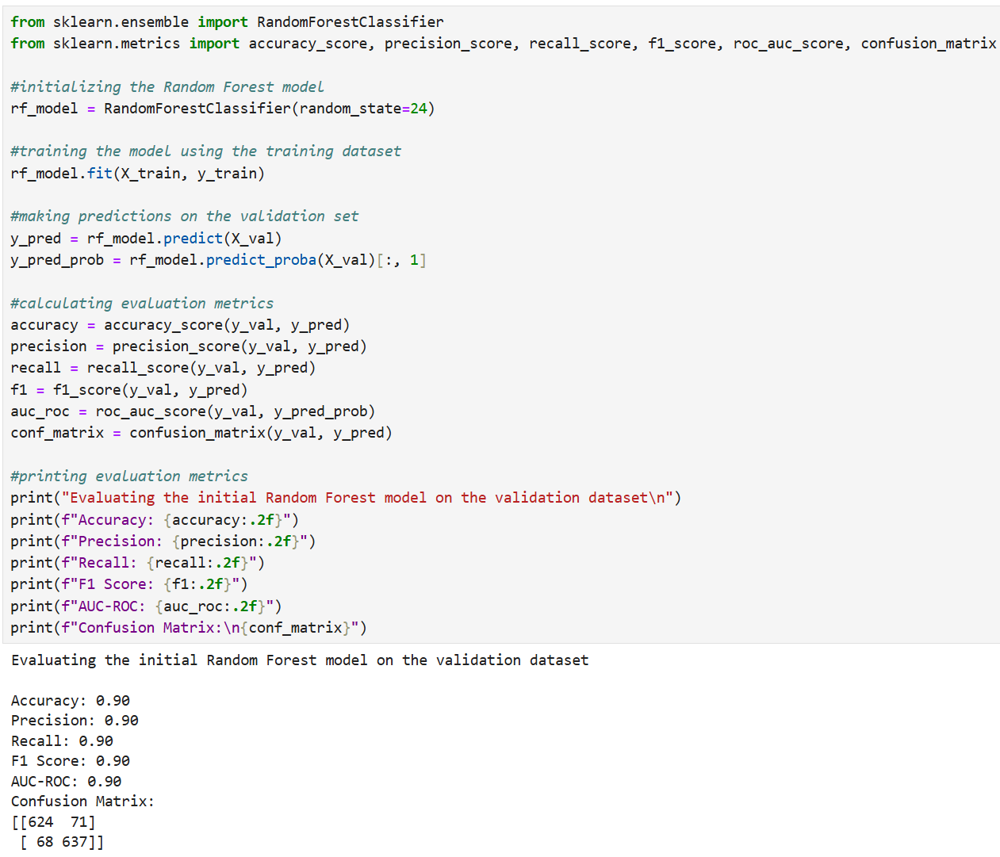 from sklearn.ensemble import RandomForestClassifier
from sklearn.metrics import accuracy_score, precision_score, recall_score, f1_score, roc_auc_score, confusion_matrix
#initializing the Random Forest model
rf_model = RandomForestClassifier(random_state=24)
#training the model using the training dataset
rf_model.fit(X_train, y_train)
#making predictions on the validation set
y_pred = rf_model.predict(X_val)
y_pred_prob = rf_model.predict_proba(X_val)[:, 1]
#calculating evaluation metrics
accuracy = accuracy_score(y_val, y_pred)
precision = precision_score(y_val, y_pred)
recall = recall_score(y_val, y_pred)
f1 = f1_score(y_val, y_pred)
auc_roc = roc_auc_score(y_val, y_pred_prob)
conf_matrix = confusion_matrix(y_val, y_pred)
#printing evaluation metrics
print("Evaluating the initial Random Forest model on the validation dataset\n")
print(f"Accuracy: {accuracy:.2f}")
print(f"Precision: {precision:.2f}")
print(f"Recall: {recall:.2f}")
print(f"F1 Score: {f1:.2f}")
print(f"AUC-ROC: {auc_roc:.2f}")
print(f"Confusion Matrix:\n{conf_matrix}")
Evaluating the initial Random Forest model on the validation dataset
Accuracy: 0.90
Precision: 0.90
Recall: 0.90
F1 Score: 0.90
AUC-ROC: 0.90
Confusion Matrix:
[[624  71]
 [ 68 637]]